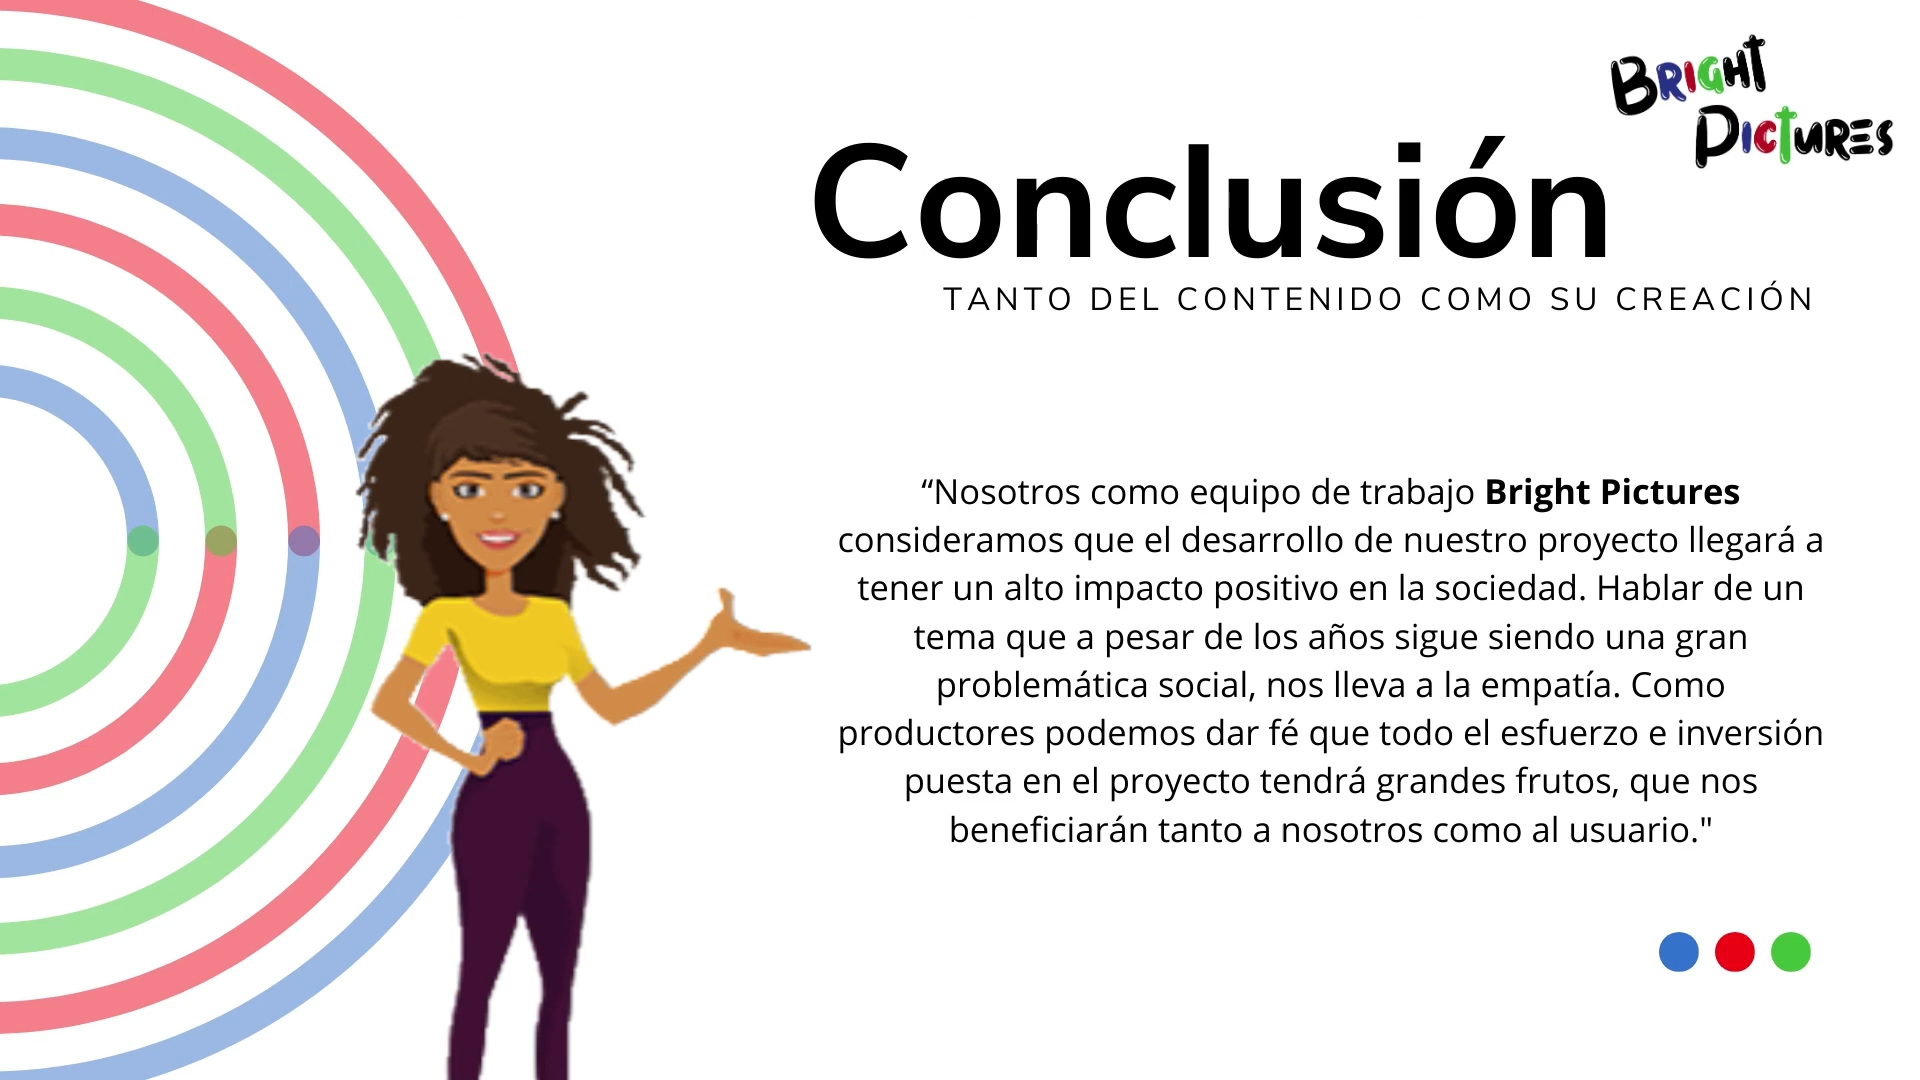 BRIGHT
PICTURES
Conclusión
TANTO DEL CONTENIDO COMO SU CREACIÓN
“Nosotros como equipo de trabajo Bright Pictures
consideramos que el desarrollo de nuestro proyecto llegará a
tener un alto impacto positivo en la sociedad. Hablar de un
tema que a pesar de los años sigue siendo una gran
problemática social, nos lleva a la empatía. Como
productores podemos dar fé que todo el esfuerzo e inversión
puesta en el proyecto tendrá grandes frutos, que nos
beneficiarán tanto a nosotros como al usuario."